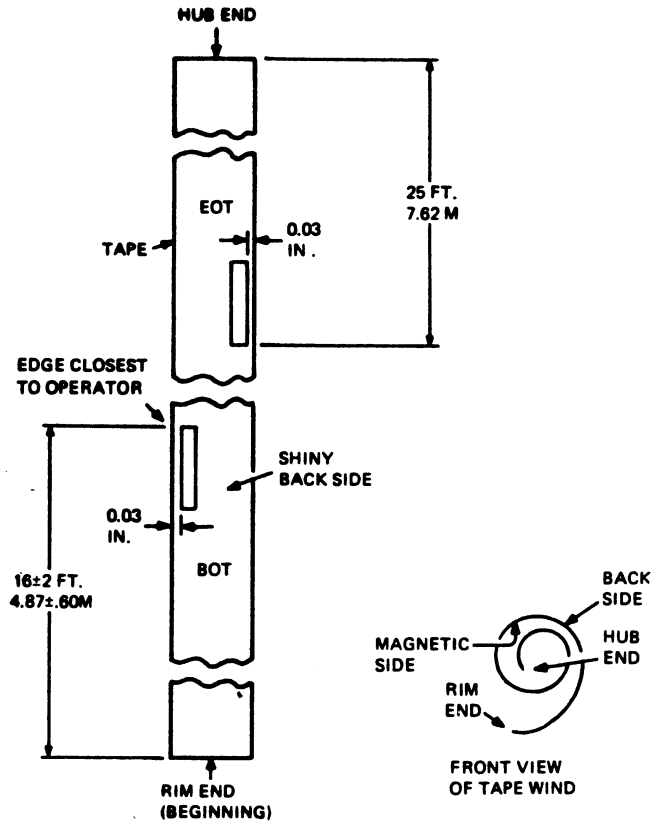 HUB END
EOT
25 FT.
7.62 M
0.03
IN.
TAPE
EDGE CLOSEST
TO OPERATOR
SHINY
BACK SIDE
0.03
IN.
BOT
16±2 FT.
4.87±.60M
BACK
SIDE
MAGNETIC
SIDE
HUB
END
RIM
END
RIM END
(BEGINNING)
FRONT VIEW
OF TAPE WIND